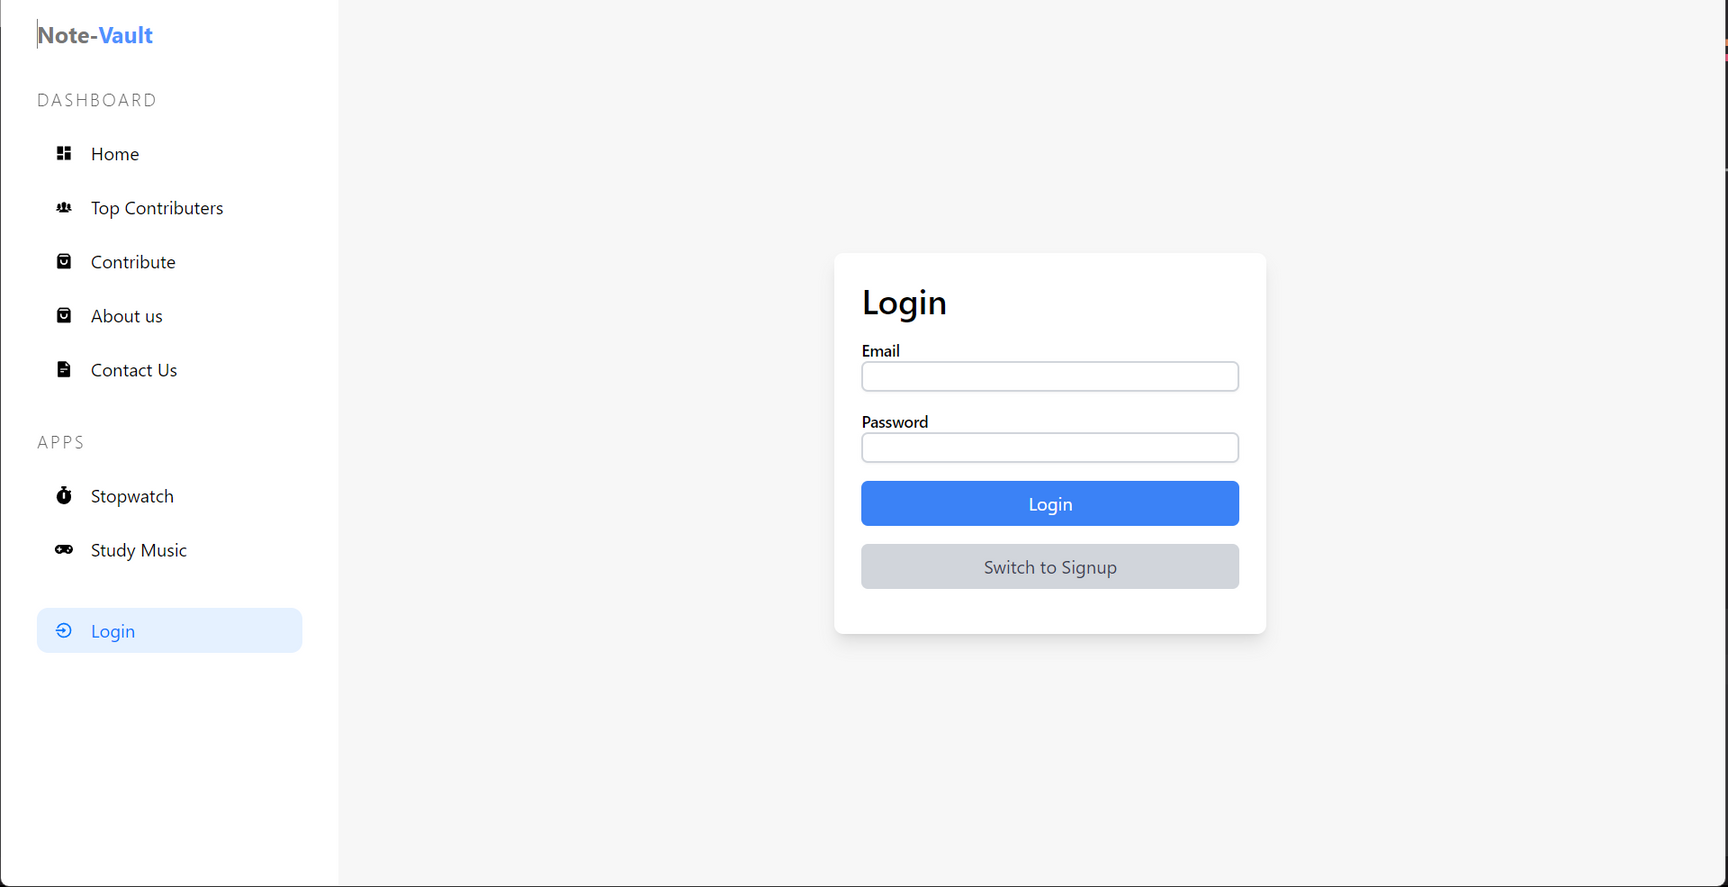 Note-Vault
DASHBOARD
Home
Top Contributers
Contribute
About us
Contact Us
APPS
Stopwatch
Study Music
Login
Login
Email
Password
Login
Switch to Signup